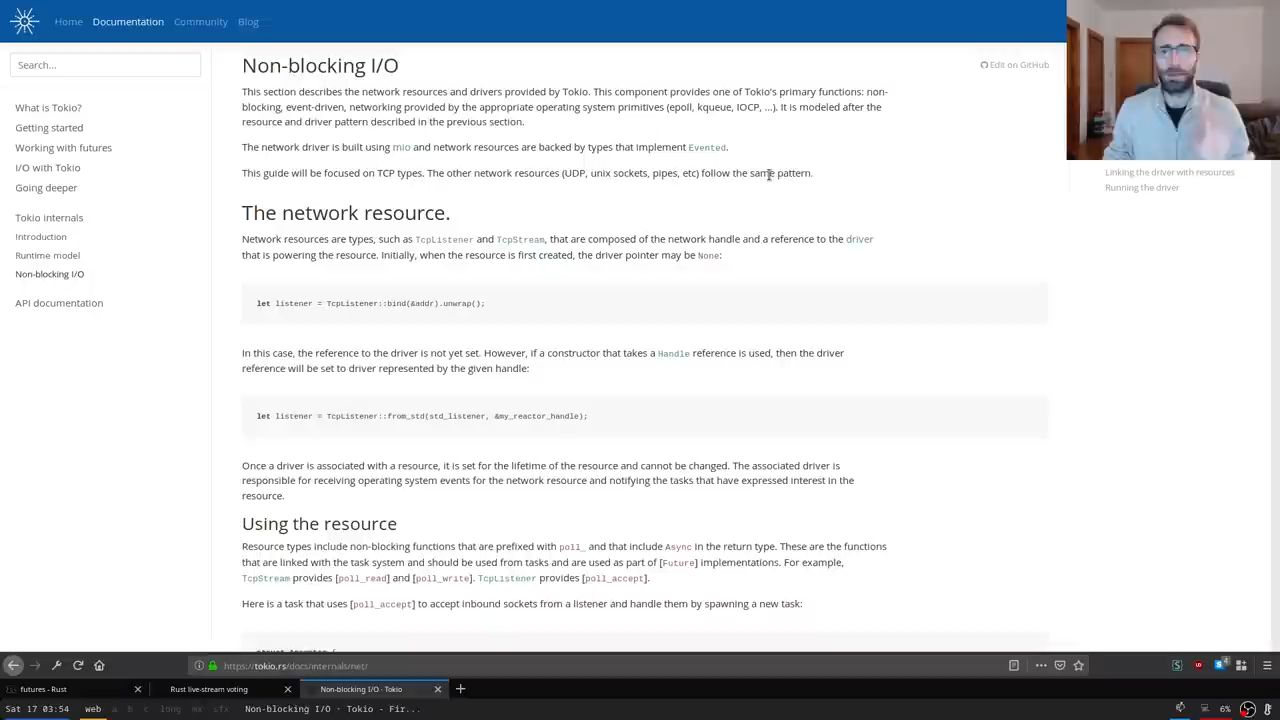 Home Documentation Community Blog
Search...
What is Tokio?
Getting started
Working with futures
I/O with Tokio
Going deeper
Tokio internals
Introduction
Runtime model
Non-blocking I/O
API documentation
Non-blocking I/O
Edit on GitHub
This section describes the network resources and drivers provided by Tokio. This component provides one of Tokio's primary functions: non-
blocking, event-driven, networking provided by the appropriate operating system primitives (epoll, kqueue, IOCP, ...). It is modeled after the
resource and driver pattern described in the previous section.
The network driver is built using mio and network resources are backed by types that implement Evented.
This guide will be focused on TCP types. The other network resources (UDP, unix sockets, pipes, etc) follow the same pattern.
The network resource.
Network resources are types, such as TcpListener and TcpStream, that are composed of the network handle and a reference to the driver
that is powering the resource. Initially, when the resource is first created, the driver pointer may be None:
let listener = TcpListener::bind(&addr).unwrap();
In this case, the reference to the driver is not yet set. However, if a constructor that takes a Handle reference is used, then the driver
reference will be set to driver represented by the given handle:
let listener = TcpListener::from_std(std_listener, &my_reactor_handle);
Once a driver is associated with a resource, it is set for the lifetime of the resource and cannot be changed. The associated driver is
responsible for receiving operating system events for the network resource and notifying the tasks that have expressed interest in the
resource.
Using the resource
Resource types include non-blocking functions that are prefixed with poll_ and that include Async in the return type. These are the functions
that are linked with the task system and should be used from tasks and are used as part of [Future] implementations. For example,
TcpStream provides [poll_read] and [poll_write]. TcpListener provides [poll_accept].
Here is a task that uses [poll_accept] to accept inbound sockets from a listener and handle them by spawning a new task:
Linking the driver with resources
Running the driver
https://tokio.rs/docs/internals/net/
futures - Rust
Rust live-stream voting
Non-blocking I/O · Tokio
Sat 17 03:54 web a b c long mx sfx Non-blocking I/O · Tokio - Fir... 6%